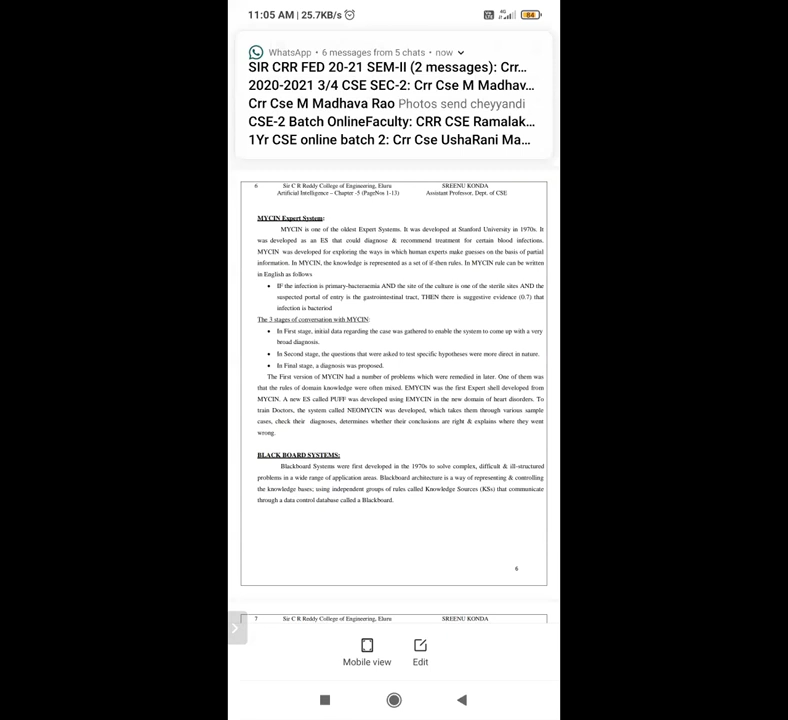 11:05 AM | 25.7KB/s
84
WhatsApp • 6 messages from 5 chats • now
SIR CRR FED 20-21 SEM-II (2 messages): Crr...
2020-2021 3/4 CSE SEC-2: Crr Cse M Madhav...
Crr Cse M Madhava Rao Photos send cheyyandi
CSE-2 Batch OnlineFaculty: CRR CSE Ramalak...
1Yr CSE online batch 2: Crr Cse UshaRani Ma...
6 Sir C R Reddy College of Engineering, Eluru SREENU KONDA
Artificial Intelligence – Chapter -5 (PageNos 1-13) Assistant Professor, Dept. of CSE
MYCIN Expert System:
MYCIN is one of the oldest Expert Systems. It was developed at Stanford University in 1970s. It
was developed as an ES that could diagnose & recommend treatment for certain blood infections.
MYCIN was developed for exploring the ways in which human experts make guesses on the basis of partial
information. In MYCIN, the knowledge is represented as a set of if-then rules. In MYCIN rule can be written
in English as follows
• IF the infection is primary-bacteraemia AND the site of the culture is one of the sterile sites AND the
suspected portal of entry is the gastrointestinal tract, THEN there is suggestive evidence (0.7) that
infection is bacteriod
The 3 stages of conversation with MYCIN:
• In First stage, initial data regarding the case was gathered to enable the system to come up with a very
broad diagnosis.
• In Second stage, the questions that were asked to test specific hypotheses were more direct in nature.
• In Final stage, a diagnosis was proposed.
The First version of MYCIN had a number of problems which were remedied in later. One of them was
that the rules of domain knowledge were often mixed. EMYCIN was the first Expert shell developed from
MYCIN. A new ES called PUFF was developed using EMYCIN in the new domain of heart disorders. To
train Doctors, the system called NEOMYCIN was developed, which takes them through various sample
cases, check their diagnoses, determines whether their conclusions are right & explains where they went
wrong.
BLACK BOARD SYSTEMS:
Blackboard Systems were first developed in the 1970s to solve complex, difficult & ill-structured
problems in a wide range of application areas. Blackboard architecture is a way of representing & controlling
the knowledge bases; using independent groups of rules called Knowledge Sources (KSs) that communicate
through a data control database called a Blackboard.
6
7 Sir C R Reddy College of Engineering, Eluru SREENU KONDA
Mobile view Edit